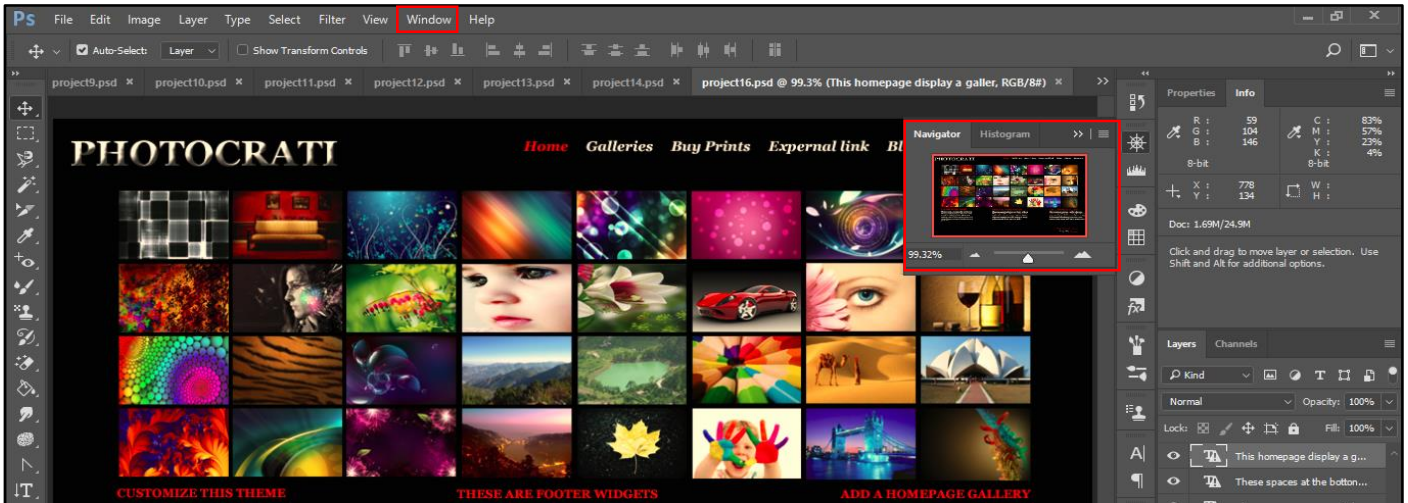 Ps File Edit Image Layer Type Select Filter View Window Help
Auto-Select: Layer Show Transform Controls
project9.psd × project10.psd × project11.psd × project12.psd × project13.psd × project14.psd × project16.psd @ 99.3% (This homepage display a galler, RGB/8#) ×
PHOTOCRATI
Home Galleries Buy Prints Expernal link Bl
Navigator Histogram
99.32%
CUSTOMIZE THIS THEME THESE ARE FOOTER WIDGETS ADD A HOMEPAGE GALLERY
Properties Info
R : 59 C : 83%
G : 104 M : 57%
B : 146 Y : 23%
K : 4%
8-bit 8-bit
X : 778 W :
Y : 134 H :
Doc: 1.69M/24.9M
Click and drag to move layer or selection. Use
Shift and Alt for additional options.
Layers Channels
Kind
Normal Opacity: 100%
Lock: Fill: 100%
This homepage display a g...
These spaces at the botton...